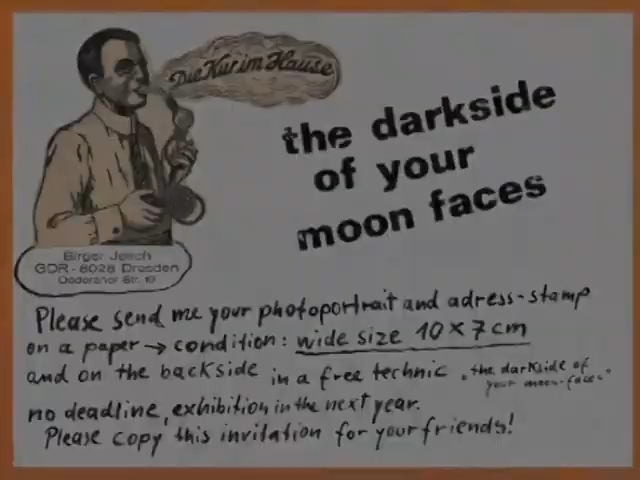 Die Kur im Hause
the darkside
of your
moon faces
Birger Jesch
GDR - 8028 Dresden
Str. 10
Please send me your photoportrait and adress-stamp
on a paper → condition: wide size 10 x 7 cm
and on the backside in a free technic "the darkside of
your moon-faces"
no deadline, exhibition in the next year.
Please copy this invitation for your friends!